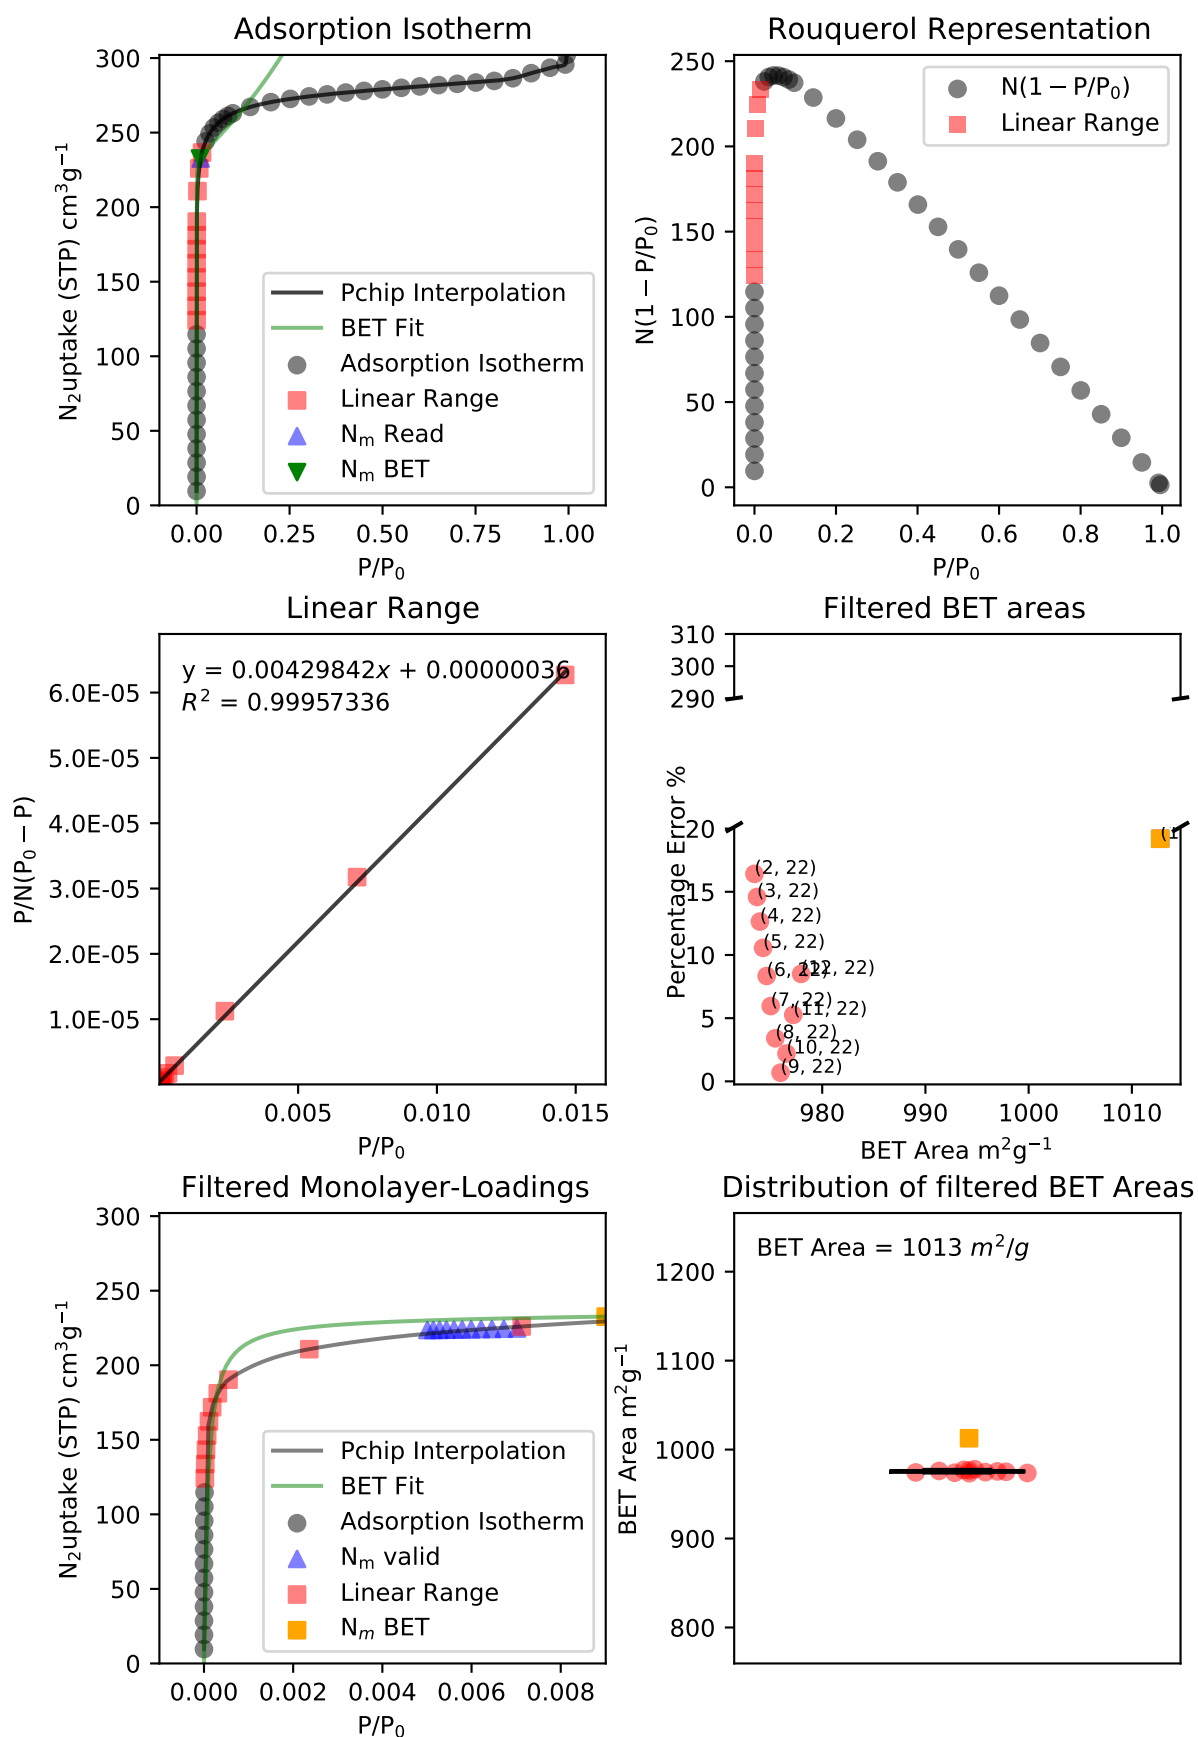 Adsorption Isotherm
300
250
200
150
100
50
0
N₂uptake (STP) cm³g⁻¹
Pchip Interpolation
BET Fit
Adsorption Isotherm
Linear Range
Nₘ Read
Nₘ BET
0.00 0.25 0.50 0.75 1.00
P/P₀
Rouquerol Representation
250
200
150
100
50
0
N(1 − P/P₀)
N(1 − P/P₀)
Linear Range
0.0 0.2 0.4 0.6 0.8 1.0
P/P₀
Linear Range
y = 0.00429842x + 0.00000036
R² = 0.99957336
6.0E-05
5.0E-05
4.0E-05
3.0E-05
2.0E-05
1.0E-05
P/N(P₀ − P)
0.005 0.010 0.015
P/P₀
Filtered BET areas
310
300
290
20
15
10
5
0
Percentage Error %
(1
(2, 22)
(3, 22)
(4, 22)
(5, 22)
(6, 22)
(12, 22)
(7, 22)
(11, 22)
(8, 22)
(10, 22)
(9, 22)
980 990 1000 1010
BET Area m²g⁻¹
Filtered Monolayer-Loadings
300
250
200
150
100
50
0
N₂uptake (STP) cm³g⁻¹
Pchip Interpolation
BET Fit
Adsorption Isotherm
Nₘ valid
Linear Range
Nₘ BET
0.000 0.002 0.004 0.006 0.008
P/P₀
Distribution of filtered BET Areas
BET Area = 1013 m²/g
1200
1100
1000
900
800
BET Area m²g⁻¹